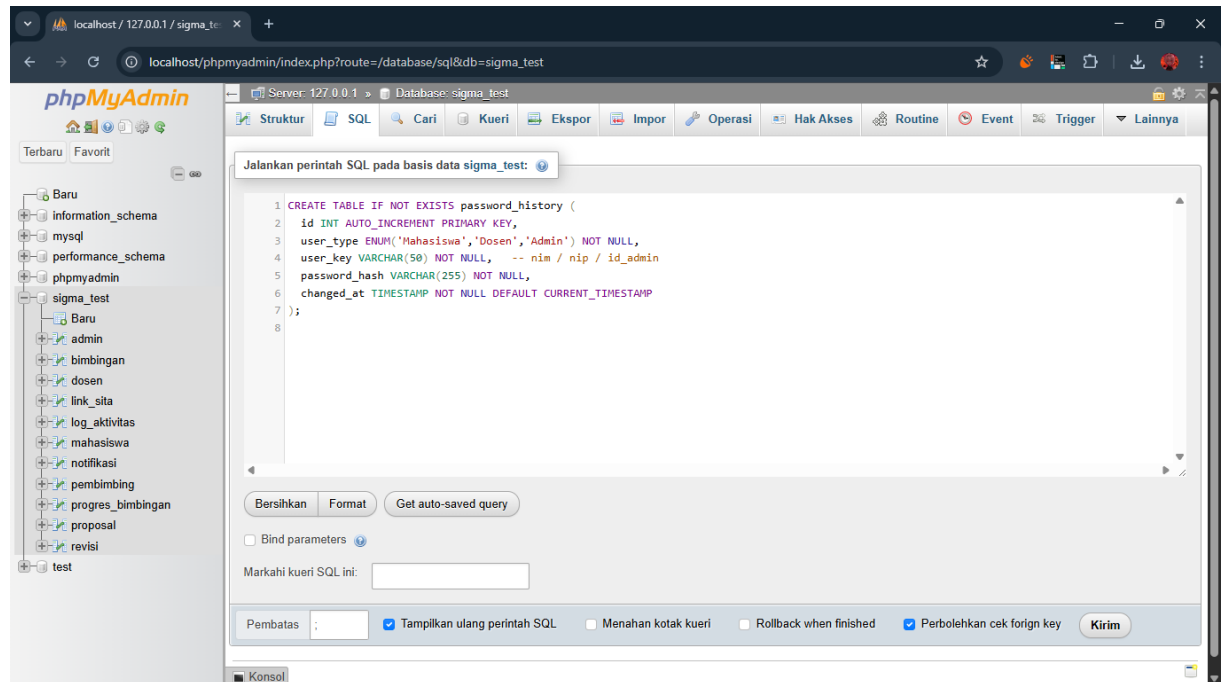 localhost / 127.0.0.1 / sigma_te
localhost/phpmyadmin/index.php?route=/database/sql&db=sigma_test
phpMyAdmin
Terbaru Favorit
Baru
information_schema
mysql
performance_schema
phpmyadmin
sigma_test
Baru
admin
bimbingan
dosen
link_sita
log_aktivitas
mahasiswa
notifikasi
pembimbing
progres_bimbingan
proposal
revisi
test
Server: 127.0.0.1 » Database: sigma_test
Struktur SQL Cari Kueri Ekspor Impor Operasi Hak Akses Routine Event Trigger Lainnya
Jalankan perintah SQL pada basis data sigma_test:
1 CREATE TABLE IF NOT EXISTS password_history (
2 id INT AUTO_INCREMENT PRIMARY KEY,
3 user_type ENUM('Mahasiswa','Dosen','Admin') NOT NULL,
4 user_key VARCHAR(50) NOT NULL, -- nim / nip / id_admin
5 password_hash VARCHAR(255) NOT NULL,
6 changed_at TIMESTAMP NOT NULL DEFAULT CURRENT_TIMESTAMP
7 );
8
Bersihkan Format Get auto-saved query
Bind parameters
Markahi kueri SQL ini:
Pembatas ; Tampilkan ulang perintah SQL Menahan kotak kueri Rollback when finished Perbolehkan cek forign key Kirim
Konsol